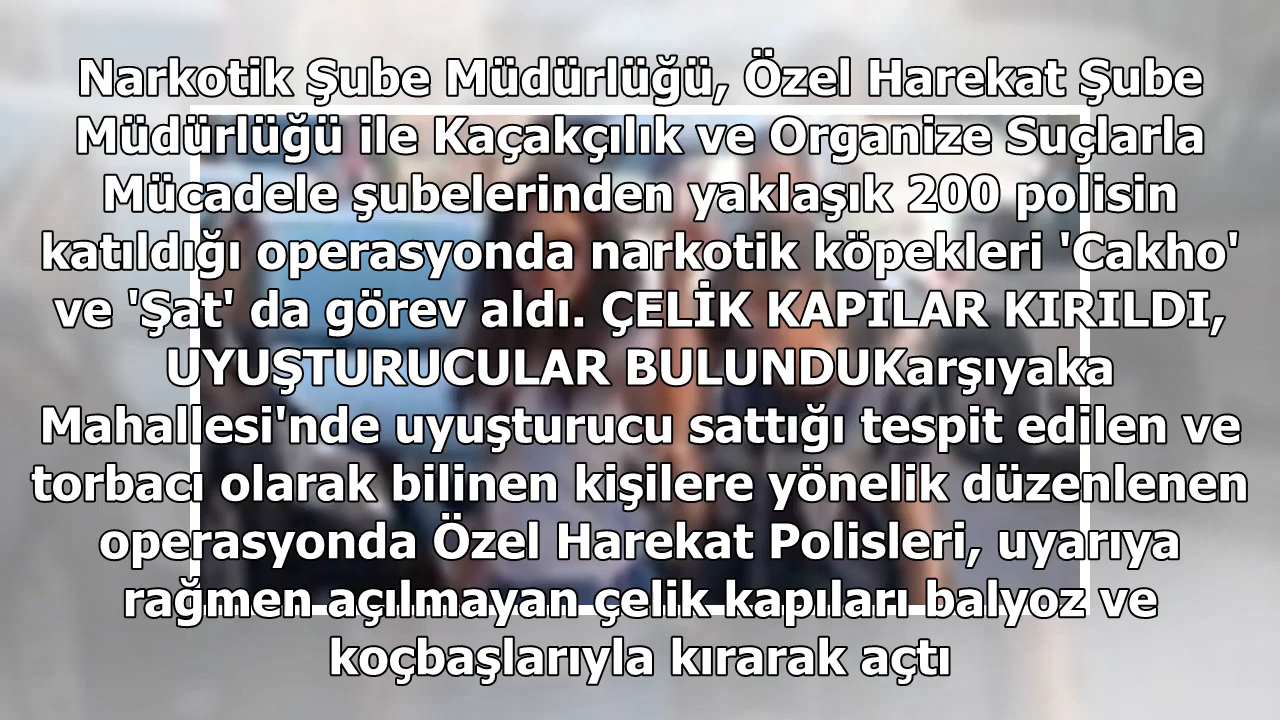 Narkotik Şube Müdürlüğü, Özel Harekat Şube
Müdürlüğü ile Kaçakçılık ve Organize Suçlarla
Mücadele şubelerinden yaklaşık 200 polisin
katıldığı operasyonda narkotik köpekleri 'Cakho'
ve 'Şat' da görev aldı. ÇELİK KAPILAR KIRILDI,
UYUŞTURUCULAR BULUNDUKarşıyaka
Mahallesi'nde uyuşturucu sattığı tespit edilen ve
torbacı olarak bilinen kişilere yönelik düzenlenen
operasyonda Özel Harekat Polisleri, uyarıya
rağmen açılmayan çelik kapıları balyoz ve
koçbaşlarıyla kırarak açtı